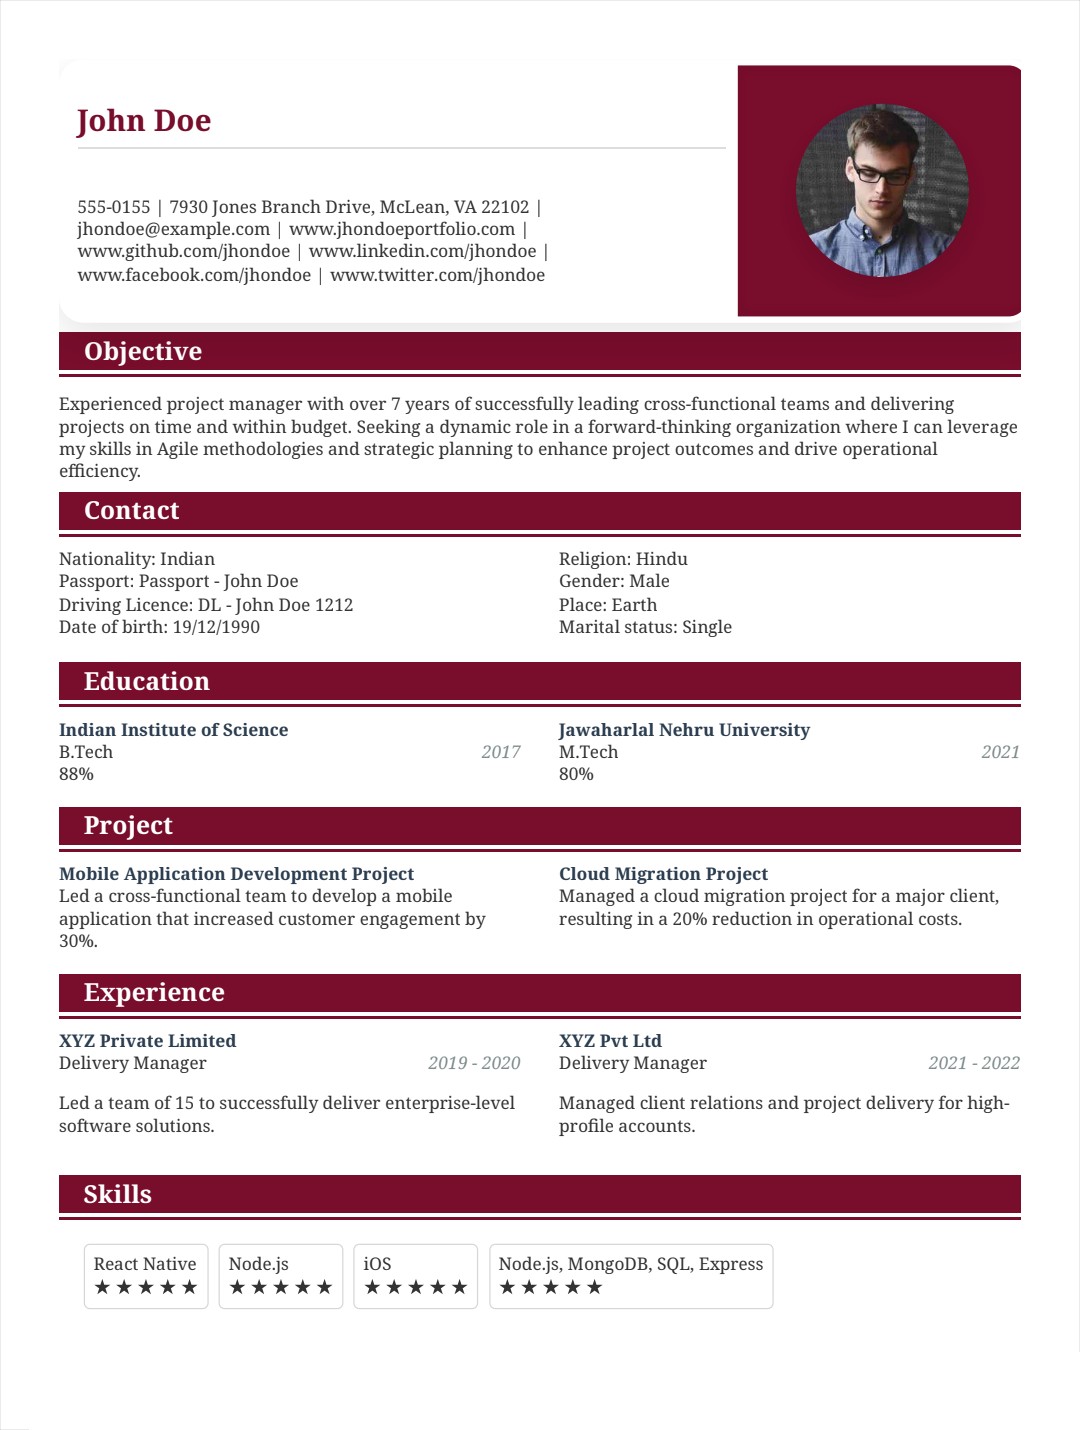 John Doe
555-0155 | 7930 Jones Branch Drive, McLean, VA 22102 |
jhondoe@example.com | www.jhondoeportfolio.com |
www.github.com/jhondoe | www.linkedin.com/jhondoe |
www.facebook.com/jhondoe | www.twitter.com/jhondoe
Objective
Experienced project manager with over 7 years of successfully leading cross-functional teams and delivering
projects on time and within budget. Seeking a dynamic role in a forward-thinking organization where I can leverage
my skills in Agile methodologies and strategic planning to enhance project outcomes and drive operational
efficiency.
Contact
Nationality: Indian
Passport: Passport - John Doe
Driving Licence: DL - John Doe 1212
Date of birth: 19/12/1990
Religion: Hindu
Gender: Male
Place: Earth
Marital status: Single
Education
Indian Institute of Science
B.Tech 2017
88%
Jawaharlal Nehru University
M.Tech 2021
80%
Project
Mobile Application Development Project
Led a cross-functional team to develop a mobile
application that increased customer engagement by
30%.
Cloud Migration Project
Managed a cloud migration project for a major client,
resulting in a 20% reduction in operational costs.
Experience
XYZ Private Limited
Delivery Manager 2019 - 2020
Led a team of 15 to successfully deliver enterprise-level
software solutions.
XYZ Pvt Ltd
Delivery Manager 2021 - 2022
Managed client relations and project delivery for high-
profile accounts.
Skills
React Native
★★★★★
Node.js
★★★★★
iOS
★★★★★
Node.js, MongoDB, SQL, Express
★★★★★